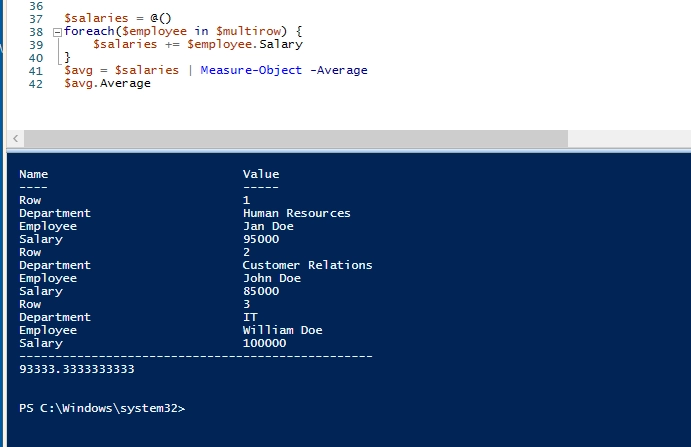 36
37 $salaries = @()
38 foreach($employee in $multirow) {
39 $salaries += $employee.Salary
40 }
41 $avg = $salaries | Measure-Object -Average
42 $avg.Average
Name Value
---- -----
Row 1
Department Human Resources
Employee Jan Doe
Salary 95000
Row 2
Department Customer Relations
Employee John Doe
Salary 85000
Row 3
Department IT
Employee William Doe
Salary 100000
-------------------------------------------------
93333.3333333333
PS C:\Windows\system32>